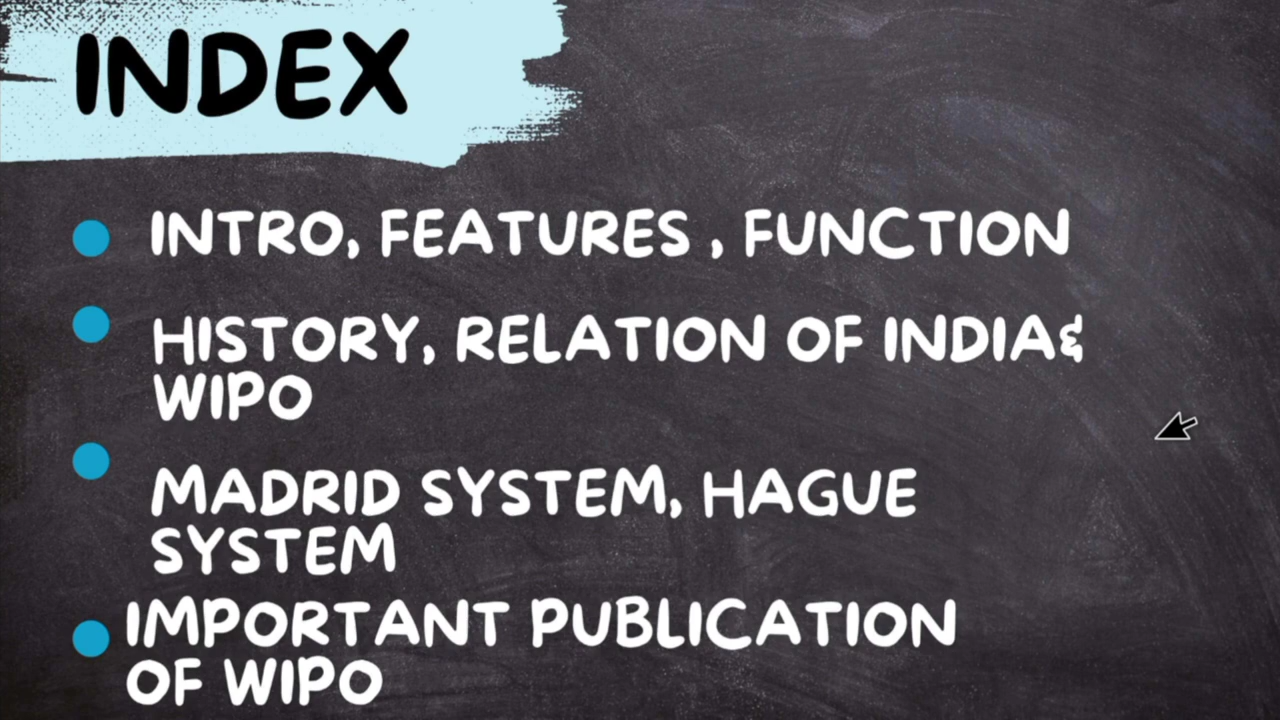 INDEX
INTRO, FEATURES , FUNCTION
HISTORY, RELATION OF INDIA&
WIPO
MADRID SYSTEM, HAGUE
SYSTEM
IMPORTANT PUBLICATION
OF WIPO